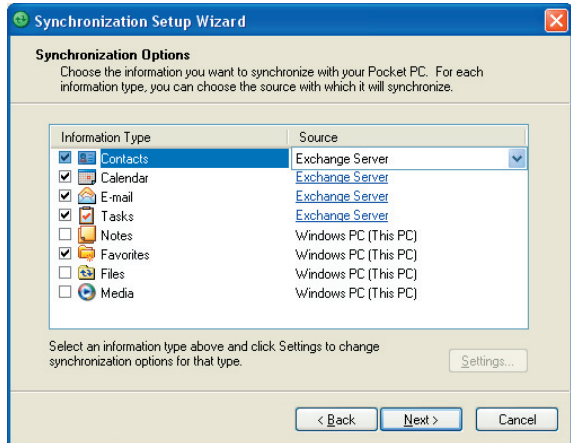 Synchronization Setup Wizard
Synchronization Options
Choose the information you want to synchronize with your Pocket PC. For each
information type, you can choose the source with which it will synchronize.
Information Type Source
Contacts Exchange Server
Calendar Exchange Server
E-mail Exchange Server
Tasks Exchange Server
Notes Windows PC (This PC)
Favorites Windows PC (This PC)
Files Windows PC (This PC)
Media Windows PC (This PC)
Select an information type above and click Settings to change
synchronization options for that type.
Settings...
< Back Next > Cancel